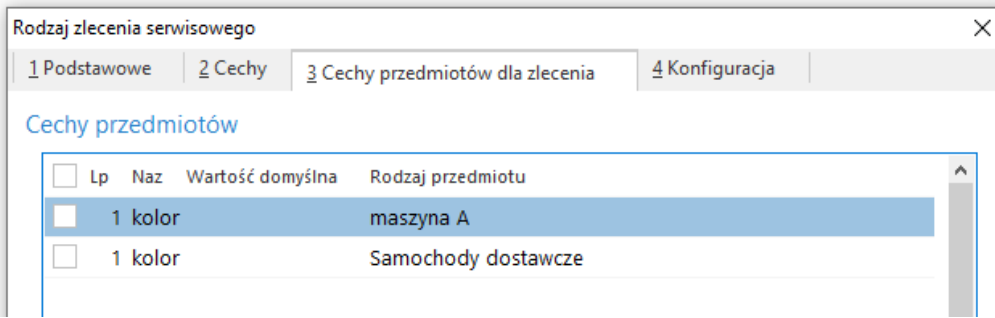 Rodzaj zlecenia serwisowego
1 Podstawowe 2 Cechy 3 Cechy przedmiotów dla zlecenia 4 Konfiguracja
Cechy przedmiotów
Lp Naz Wartość domyślna Rodzaj przedmiotu
1 kolor maszyna A
1 kolor Samochody dostawcze